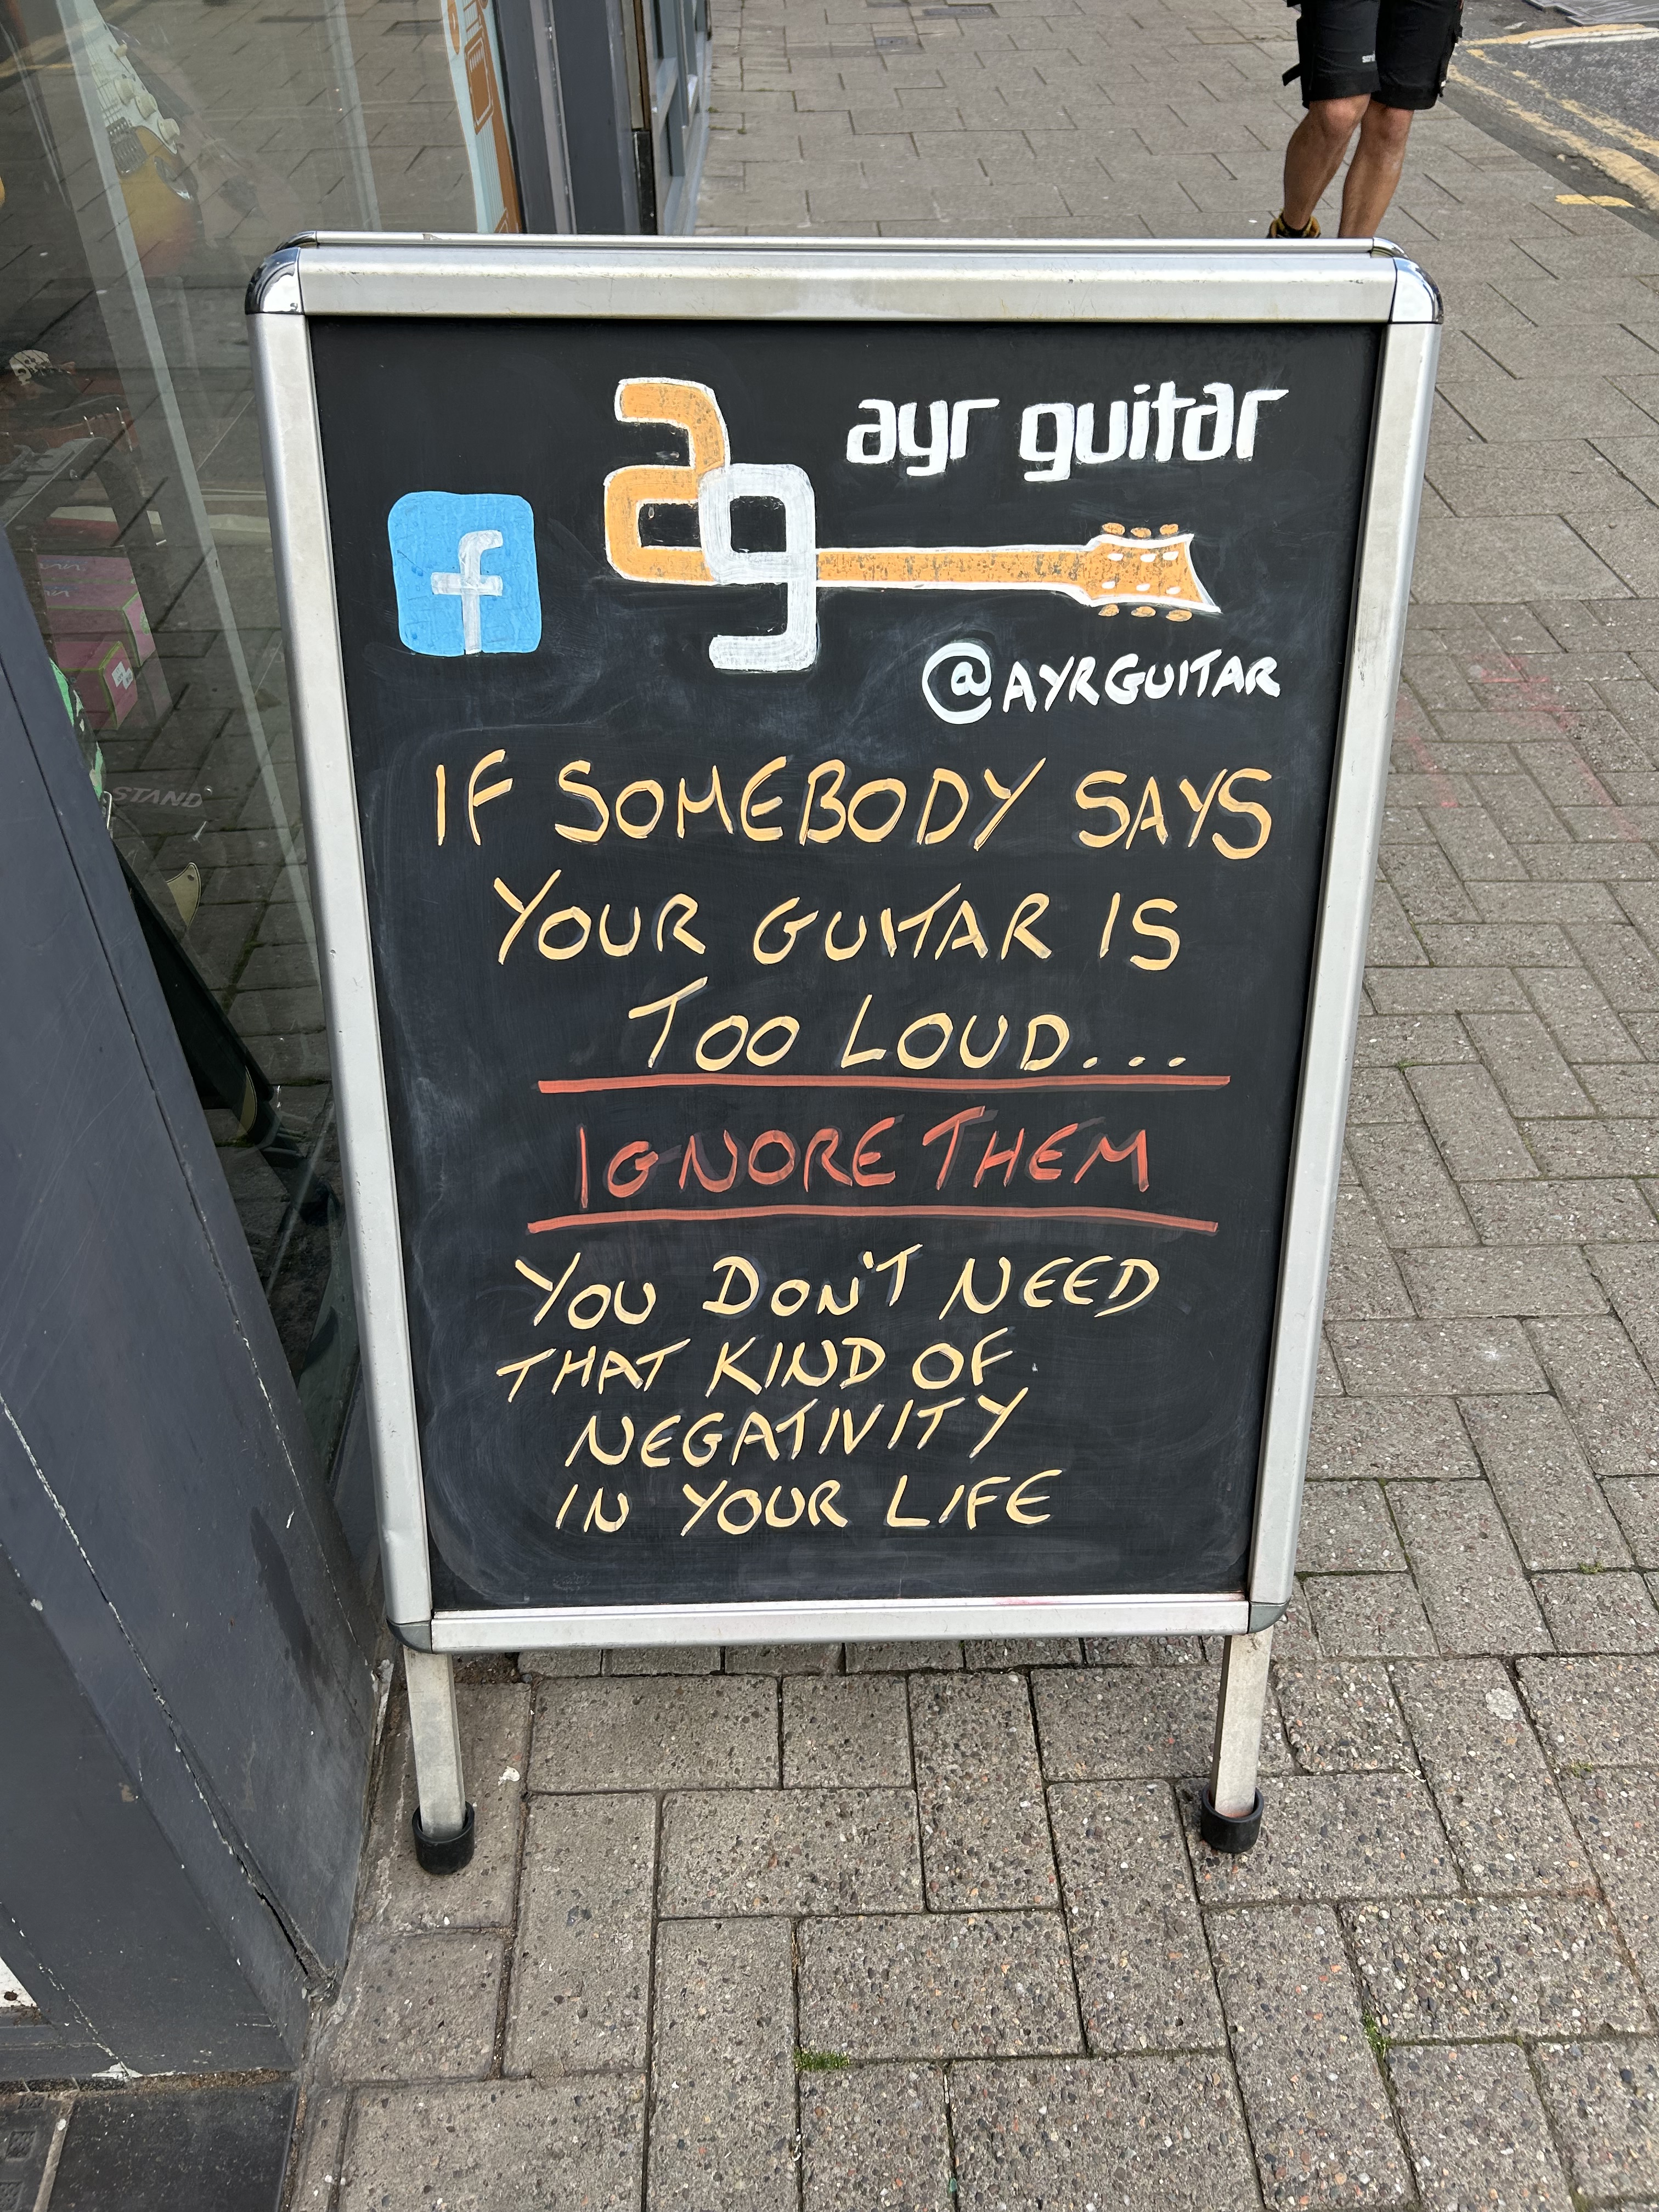 ayr guitar
f
ag
@AYRGUITAR
IF SOMEBODY SAYS
YOUR GUITAR IS
TOO LOUD...
IGNORE THEM
YOU DON'T NEED
THAT KIND OF
NEGATIVITY
IN YOUR LIFE
STAND